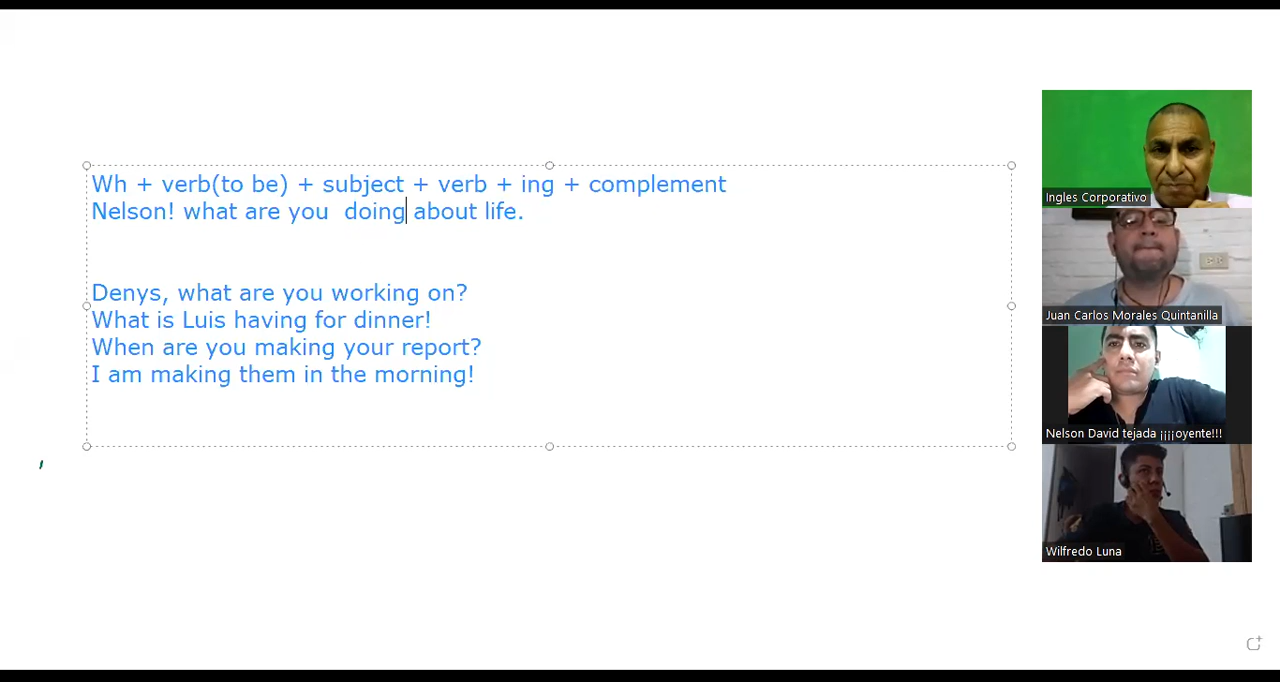 Wh + verb(to be) + subject + verb + ing + complement
Nelson! what are you  doing about life.
Denys, what are you working on?
What is Luis having for dinner!
When are you making your report?
I am making them in the morning!
Ingles Corporativo
Juan Carlos Morales Quintanilla
Nelson David tejada ¡¡¡¡oyente!!!
Wilfredo Luna